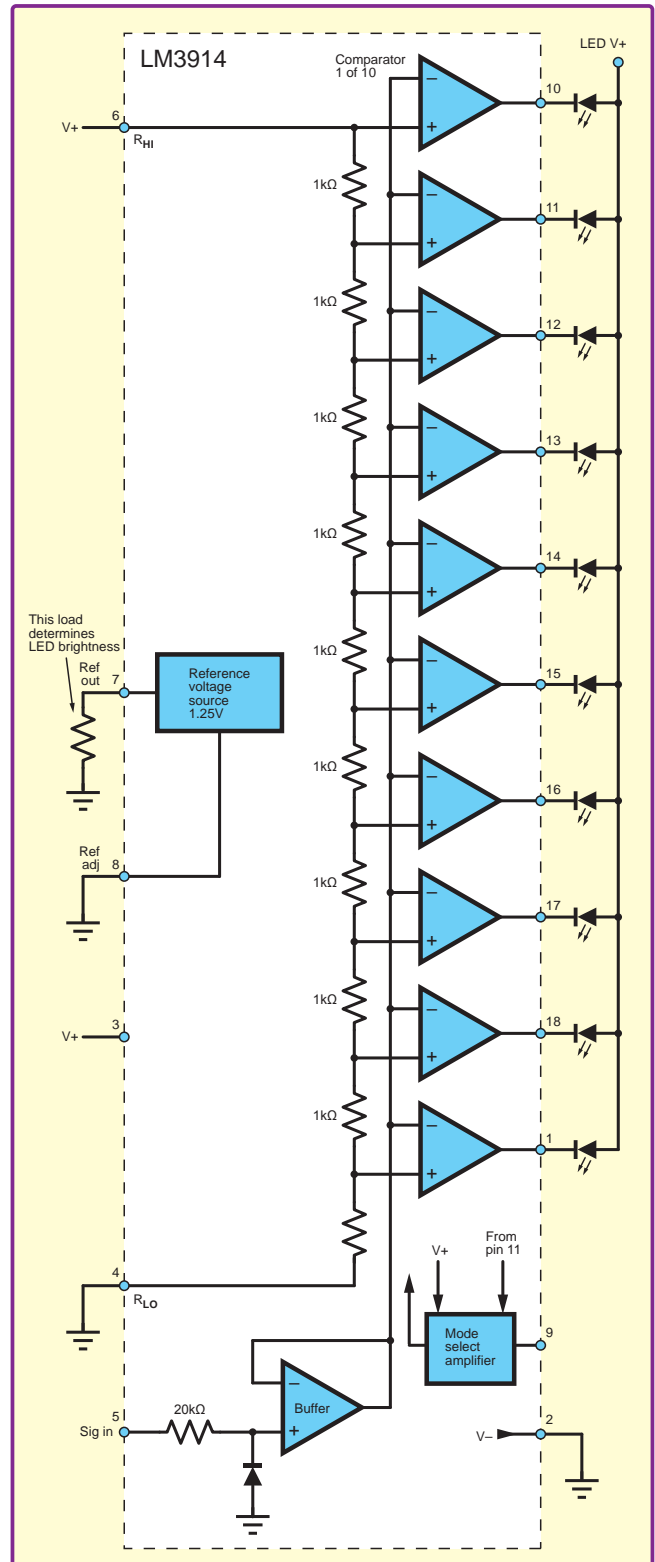 LM3914
Comparator
1 of 10
LED V+
10
V+
6
R_HI
1kΩ
11
1kΩ
12
1kΩ
13
1kΩ
14
This load
determines
LED brightness
1kΩ
15
Ref
out
7
Reference
voltage
source
1.25V
1kΩ
16
Ref
adj
8
1kΩ
17
1kΩ
18
V+
3
1kΩ
1
4
R_LO
V+
From
pin 11
Mode
select
amplifier
9
Sig in
5
20kΩ
Buffer
V–
2